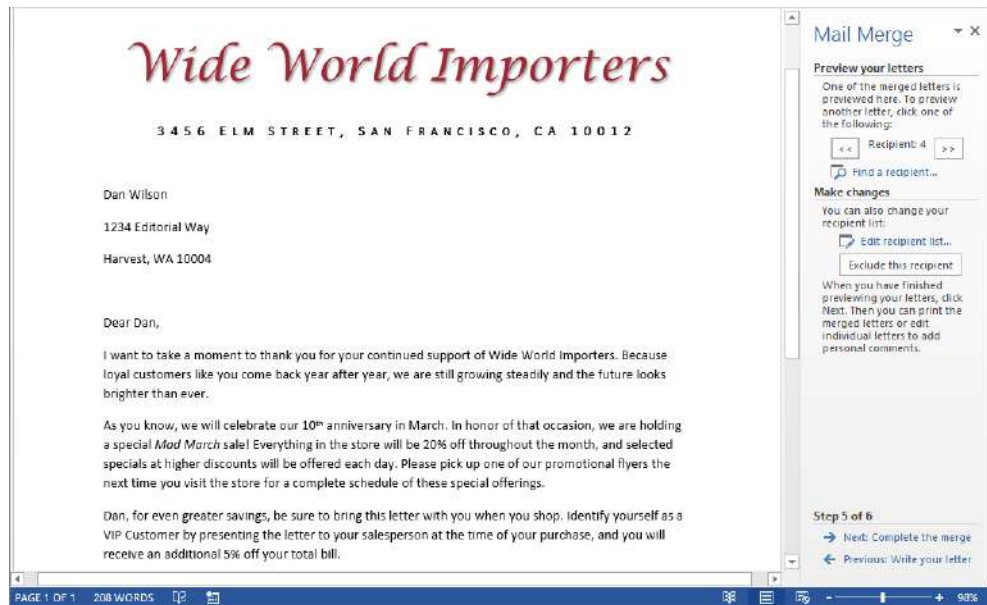 Wide World Importers
3456 ELM STREET, SAN FRANCISCO, CA 10012
Dan Wilson
1234 Editorial Way
Harvest, WA 10004
Dear Dan,
I want to take a moment to thank you for your continued support of Wide World Importers. Because
loyal customers like you come back year after year, we are still growing steadily and the future looks
brighter than ever.
As you know, we will celebrate our 10th anniversary in March. In honor of that occasion, we are holding
a special Mad March sale! Everything in the store will be 20% off throughout the month, and selected
specials at higher discounts will be offered each day. Please pick up one of our promotional flyers the
next time you visit the store for a complete schedule of these special offerings.
Dan, for even greater savings, be sure to bring this letter with you when you shop. Identify yourself as a
VIP Customer by presenting the letter to your salesperson at the time of your purchase, and you will
receive an additional 5% off your total bill.
Mail Merge
Preview your letters
One of the merged letters is
previewed here. To preview
another letter, click one of
the following:
<< Recipient: 4 >>
Find a recipient...
Make changes
You can also change your
recipient list:
Edit recipient list...
Exclude this recipient
When you have finished
previewing your letters, click
Next. Then you can print the
merged letters or edit
individual letters to add
personal comments.
Step 5 of 6
Next: Complete the merge
Previous: Write your letter
PAGE 1 OF 1 208 WORDS 98%